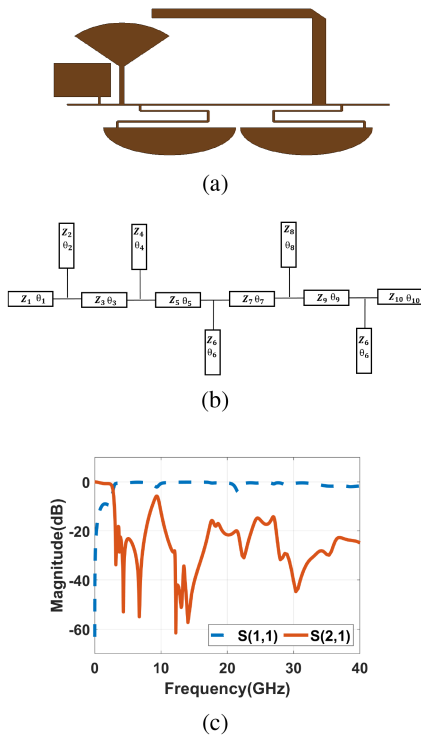 (a)
Z2
θ2
Z4
θ4
Z8
θ8
Z1 θ1
Z3 θ3
Z5 θ5
Z7 θ7
Z9 θ9
Z10 θ10
Z6
θ6
Z6
θ6
(b)
0
-20
-40
-60
Magnitude(dB)
S(1,1) S(2,1)
0 10 20 30 40
Frequency(GHz)
(c)